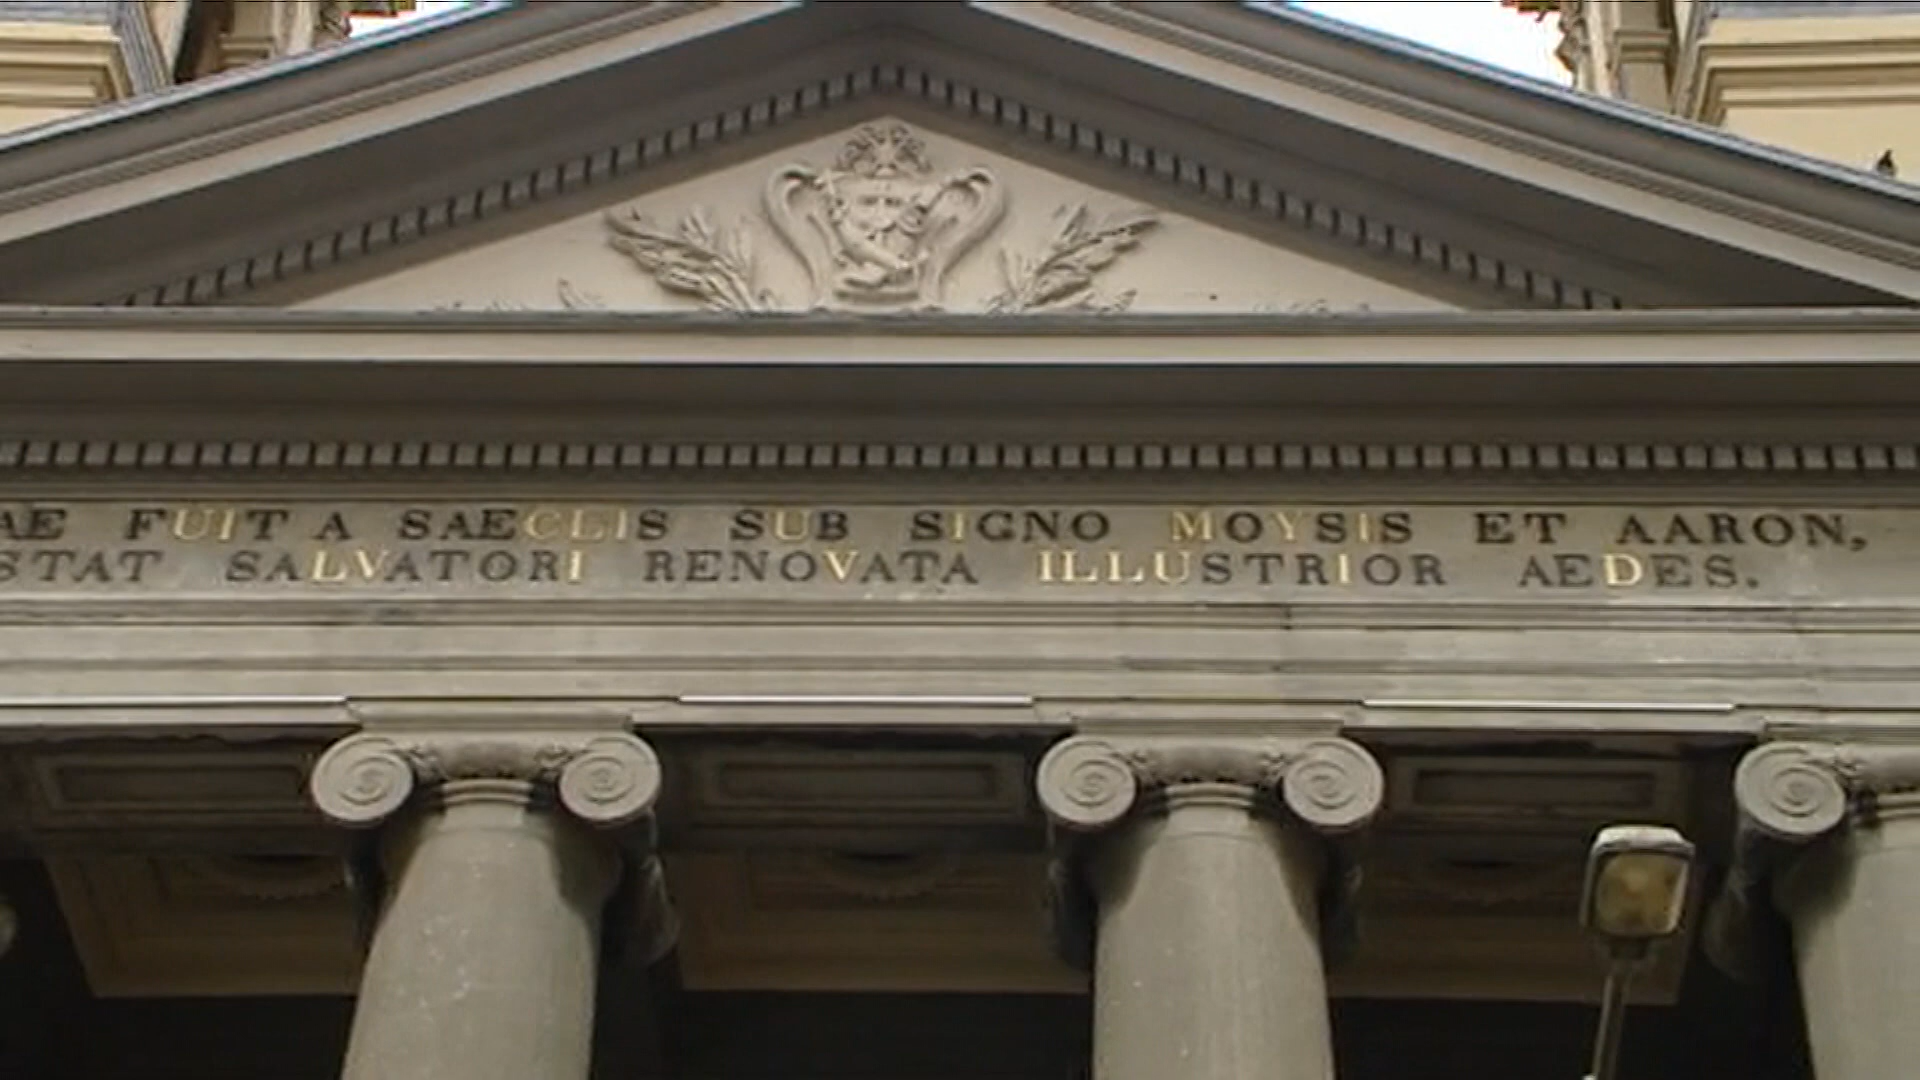 AE FUIT A SAECLIS SUB SIGNO MOYSIS ET AARON,
STAT SALVATORI RENOVATA ILLUSTRIOR AEDES.